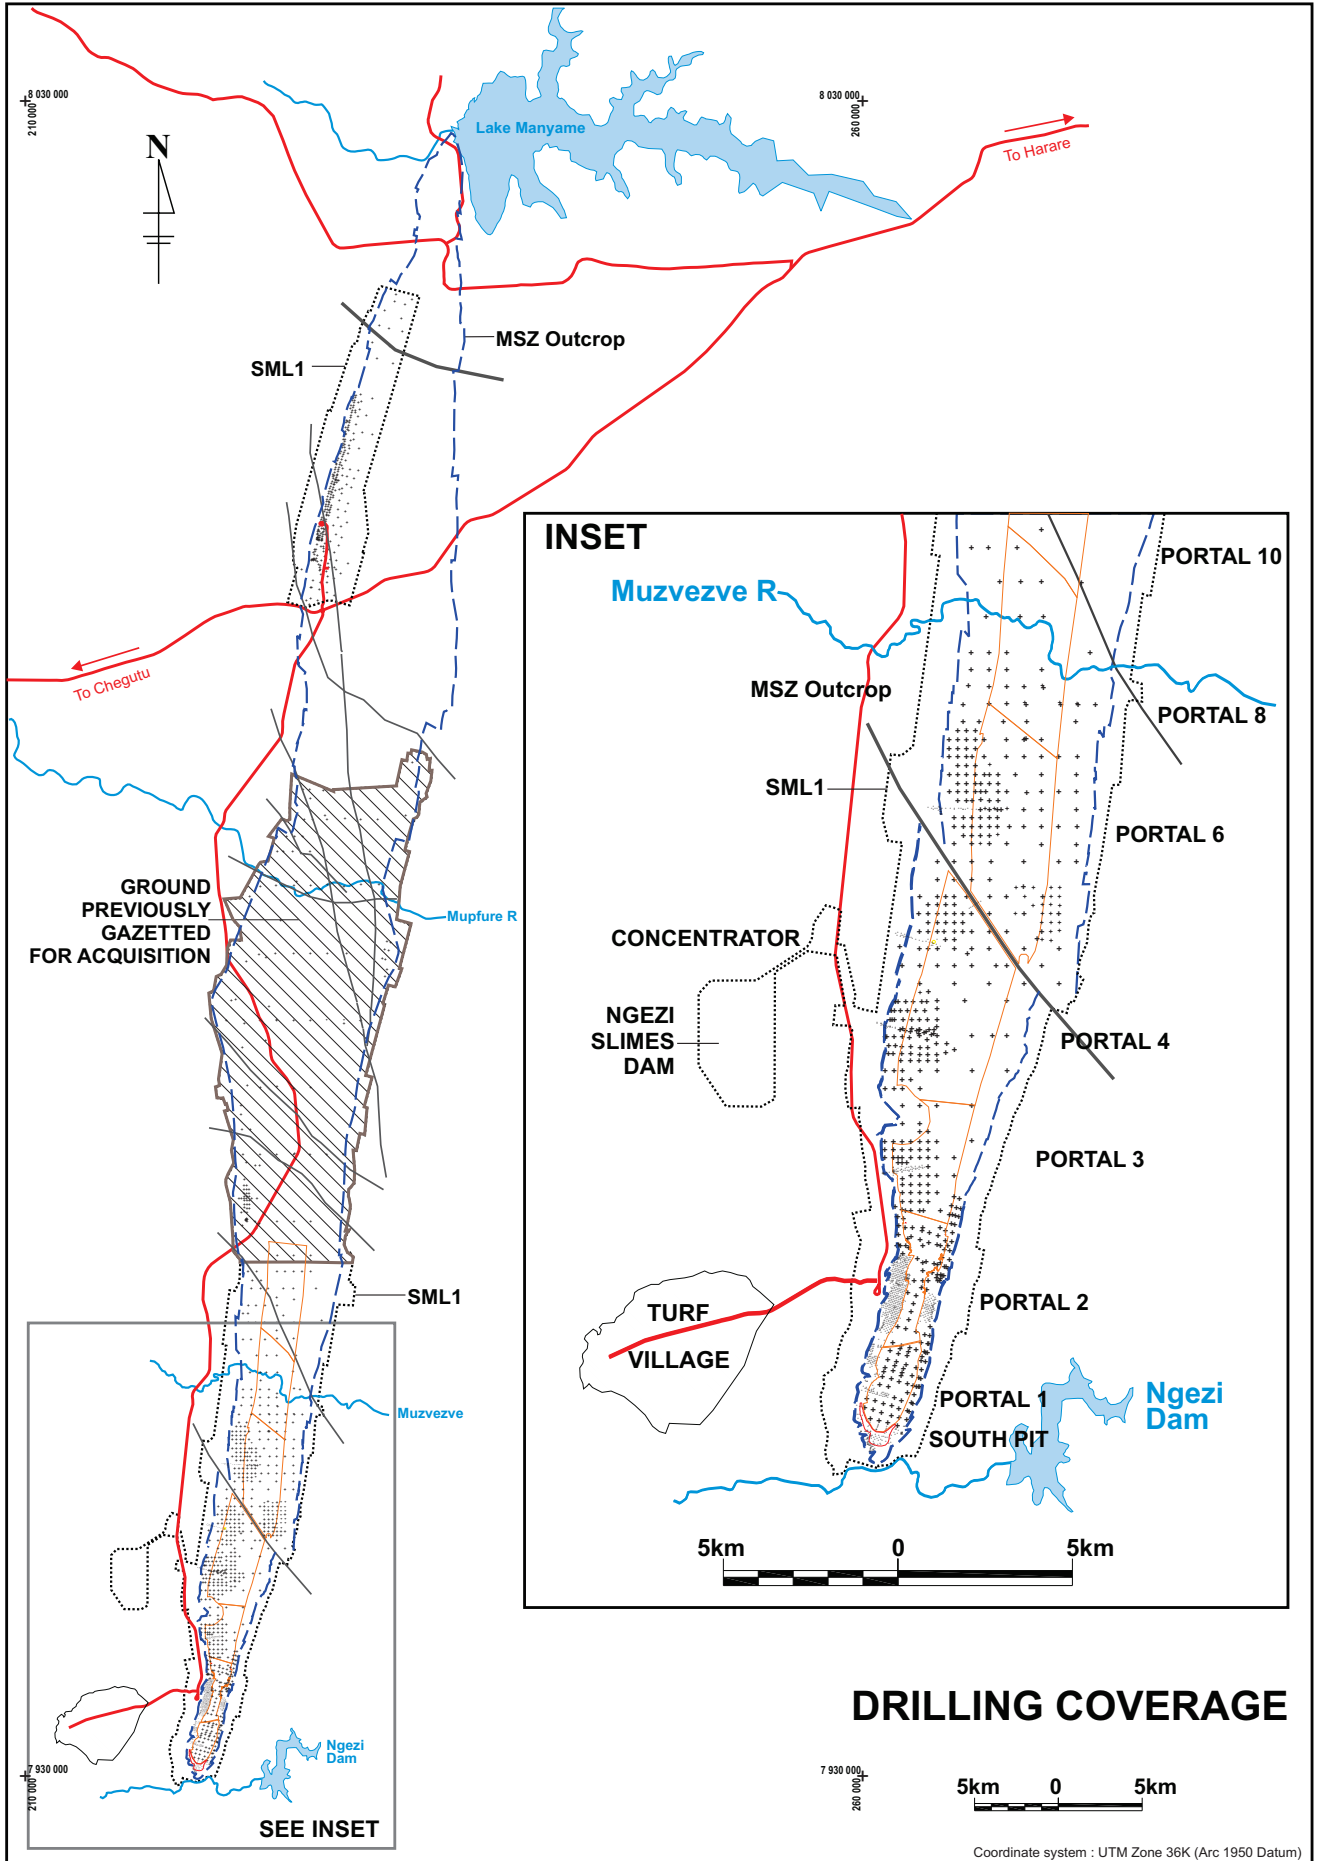 8 030 000
210 000
8 030 000
260 000
N
Lake Manyame
To Harare
MSZ Outcrop
SML1
To Chegutu
GROUND
PREVIOUSLY
GAZETTED
FOR ACQUISITION
Mupfure R
SML1
Muzvezve
Ngezi
Dam
7 930 000
210 000
SEE INSET
INSET
Muzvezve R
PORTAL 10
MSZ Outcrop
PORTAL 8
SML1
PORTAL 6
CONCENTRATOR
NGEZI
SLIMES
DAM
PORTAL 4
PORTAL 3
TURF
VILLAGE
PORTAL 2
PORTAL 1
SOUTH PIT
Ngezi
Dam
5km 0 5km
DRILLING COVERAGE
7 930 000
260 000
5km 0 5km
Coordinate system : UTM Zone 36K (Arc 1950 Datum)